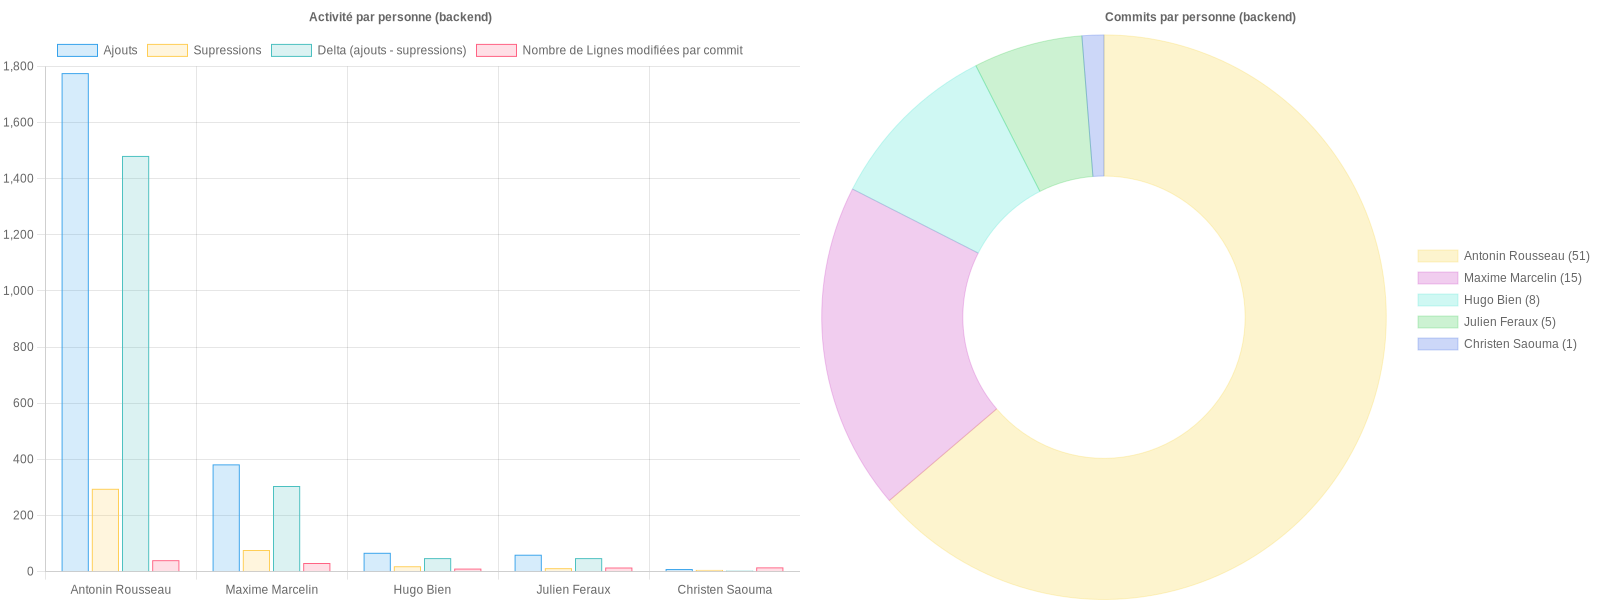 Activité par personne (backend)
Ajouts
Supressions
Delta (ajouts - supressions)
Nombre de Lignes modifiées par commit
1,800
1,600
1,400
1,200
1,000
800
600
400
200
0
Antonin Rousseau
Maxime Marcelin
Hugo Bien
Julien Feraux
Christen Saouma
Commits par personne (backend)
Antonin Rousseau (51)
Maxime Marcelin (15)
Hugo Bien (8)
Julien Feraux (5)
Christen Saouma (1)